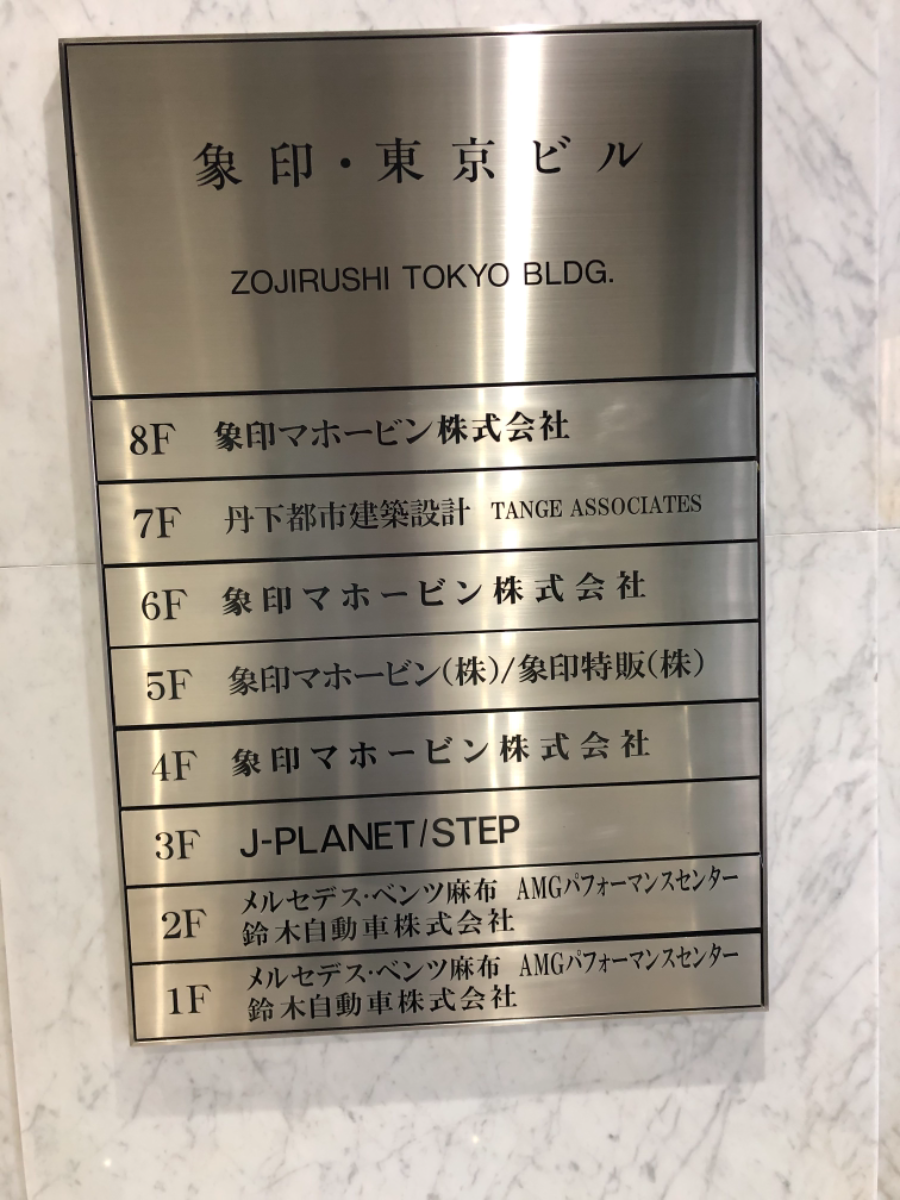 象印・東京ビル
ZOJIRUSHI TOKYO BLDG.
8F 象印マホービン株式会社
7F 丹下都市建築設計 TANGE ASSOCIATES
6F 象印マホービン株式会社
5F 象印マホービン(株)/象印特販(株)
4F 象印マホービン株式会社
3F J-PLANET/STEP
2F メルセデス・ベンツ麻布 AMGパフォーマンスセンター
鈴木自動車株式会社
1F メルセデス・ベンツ麻布 AMGパフォーマンスセンター
鈴木自動車株式会社